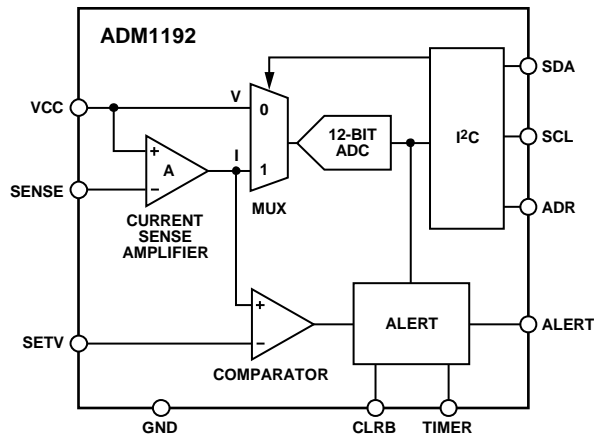 ADM1192
VCC
SENSE
SETV
V
0
I
1
MUX
+
A
−
CURRENT
SENSE
AMPLIFIER
12-BIT
ADC
I²C
SDA
SCL
ADR
+
−
COMPARATOR
ALERT
ALERT
GND
CLRB
TIMER